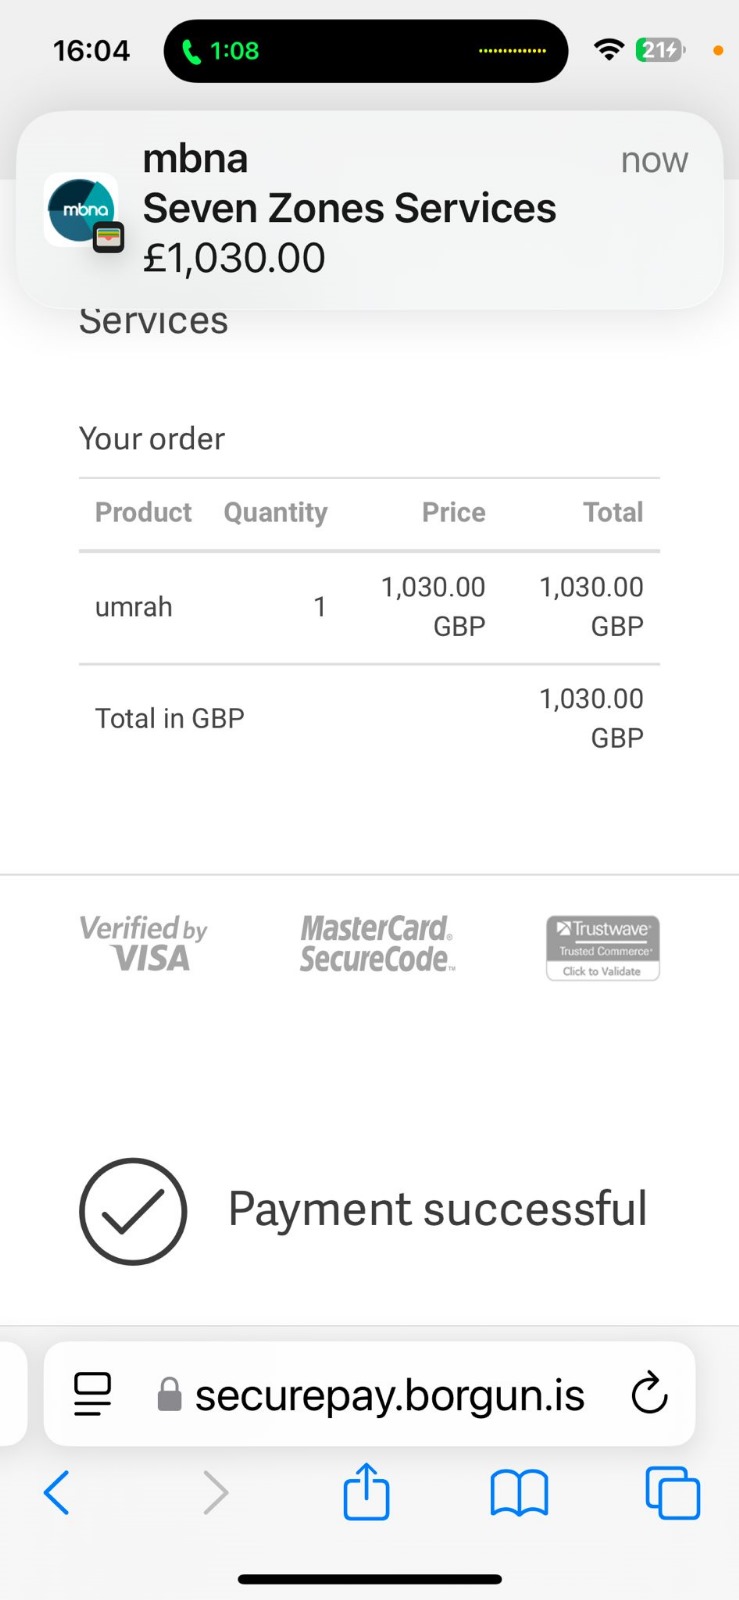 16:04
1:08
21
mbna
now
mbna
Seven Zones Services
£1,030.00
Services
Your order
Product Quantity Price Total
umrah 1 1,030.00 GBP 1,030.00 GBP
Total in GBP 1,030.00 GBP
Verified by VISA
MasterCard. SecureCode™
Trustwave®
Trusted Commerce™
Click to Validate
Payment successful
securepay.borgun.is